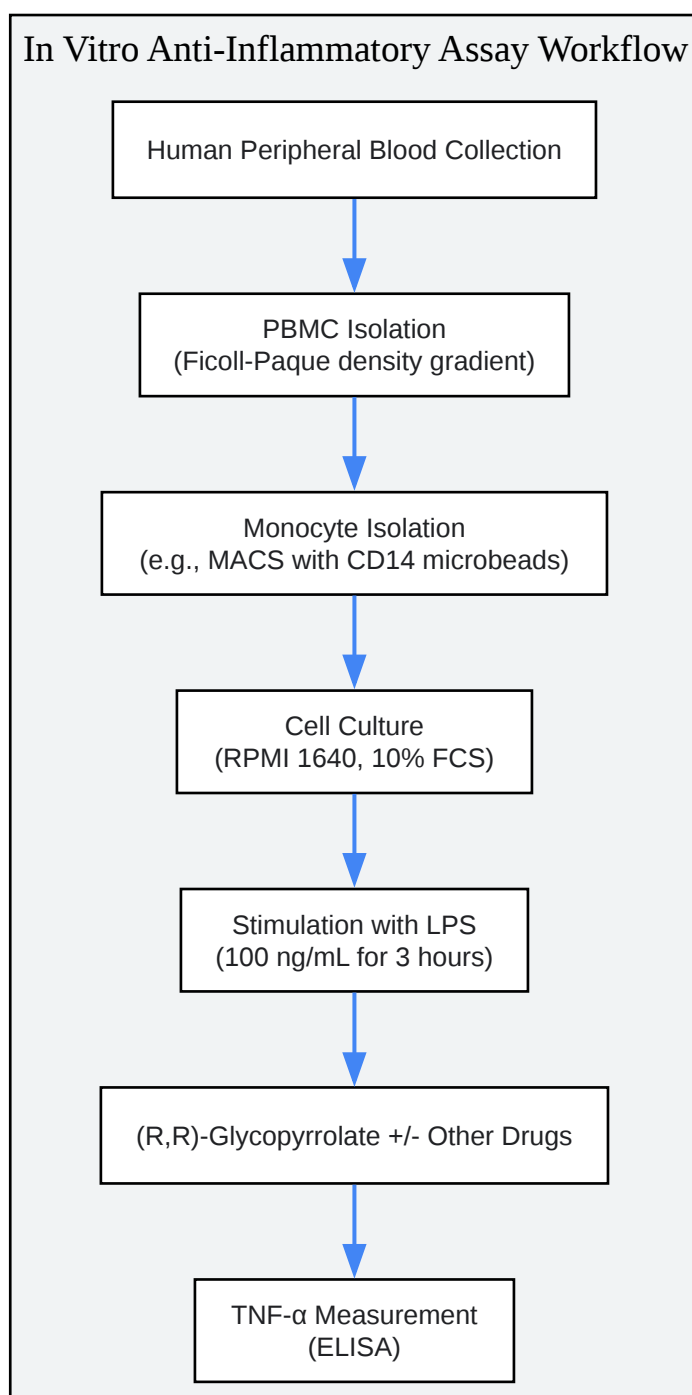 In Vitro Anti-Inflammatory Assay Workflow
Human Peripheral Blood Collection
PBMC Isolation
(Ficoll-Paque density gradient)
Monocyte Isolation
(e.g., MACS with CD14 microbeads)
Cell Culture
(RPMI 1640, 10% FCS)
Stimulation with LPS
(100 ng/mL for 3 hours)
(R,R)-Glycopyrrolate +/- Other Drugs
TNF-α Measurement
(ELISA)